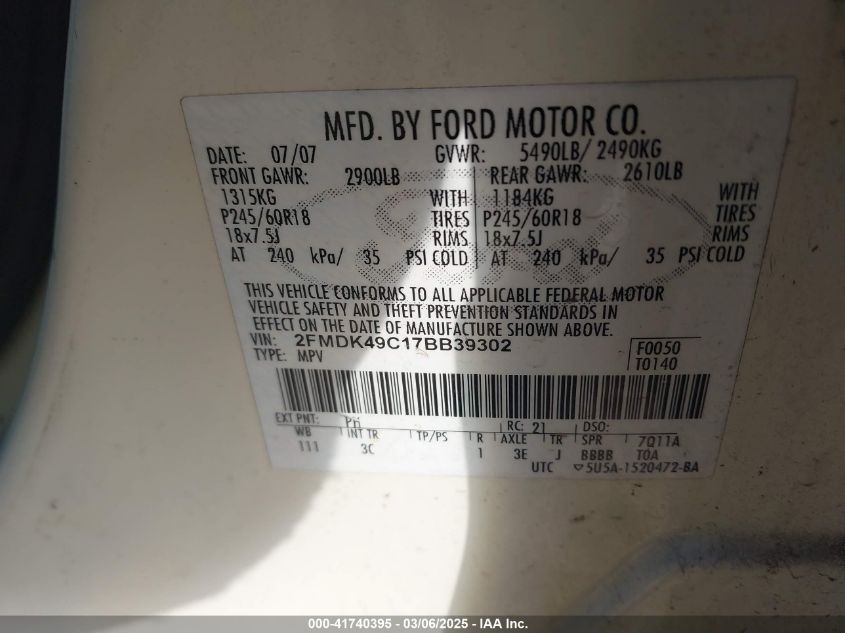 MFD. BY FORD MOTOR CO.
DATE: 07/07 GVWR: 5490LB/ 2490KG
FRONT GAWR: 2900LB REAR GAWR: 2610LB
1315KG WITH 1184KG WITH
P245/60R18 TIRES P245/60R18 TIRES
18x7.5J RIMS 18x7.5J RIMS
AT 240 kPa/ 35 PSI COLD AT 240 kPa/ 35 PSI COLD
THIS VEHICLE CONFORMS TO ALL APPLICABLE FEDERAL MOTOR
VEHICLE SAFETY AND THEFT PREVENTION STANDARDS IN
EFFECT ON THE DATE OF MANUFACTURE SHOWN ABOVE.
VIN: 2FMDK49C17BB39302 F0050
TYPE: MPV T0140
EXT PNT: RC: 21 DSO:
WB INT TR TP/PS R AXLE TR SPR 7Q11A
111 3C 1 3E J BBBB TOA
UTC 5U5A-1520472-BA
000-41740395 - 03/06/2025 - IAA, Inc.